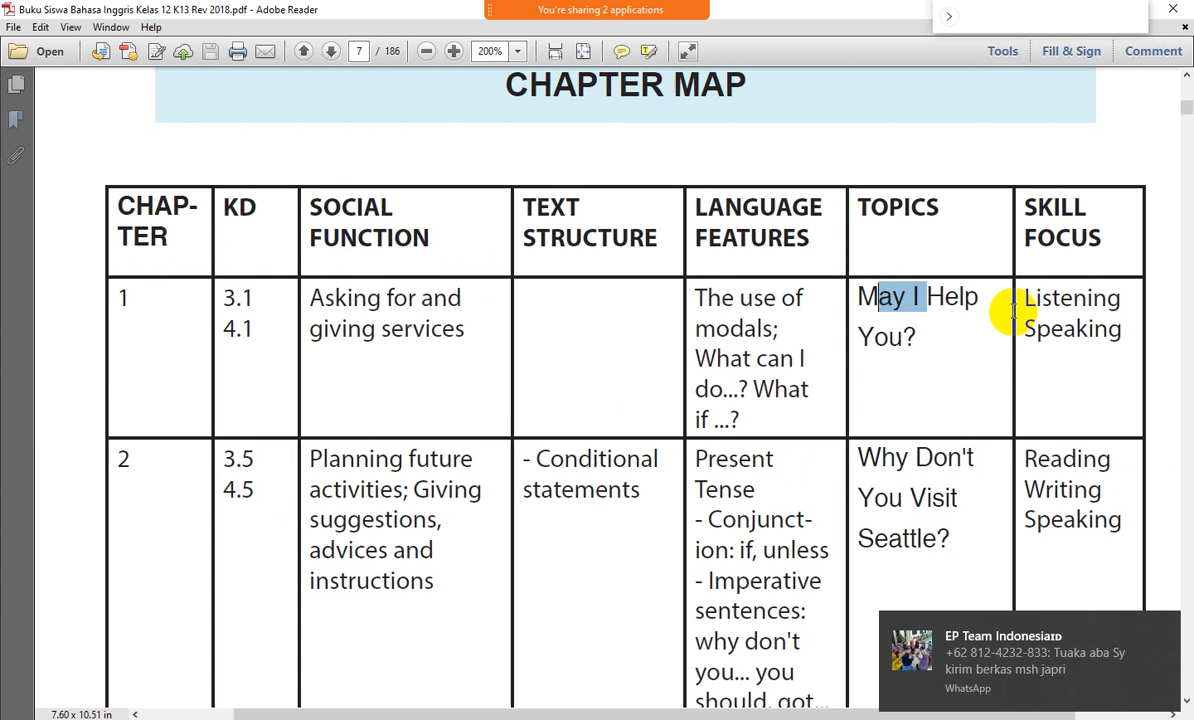 Buku Siswa Bahasa Inggris Kelas 12 K13 Rev 2018.pdf - Adobe Reader
You're sharing 2 applications
File Edit View Window Help
Open
7 / 186
200%
Tools
Fill & Sign
Comment
CHAPTER MAP
CHAP-
TER
KD
SOCIAL
FUNCTION
TEXT
STRUCTURE
LANGUAGE
FEATURES
TOPICS
SKILL
FOCUS
1
3.1
4.1
Asking for and
giving services
The use of
modals;
What can I
do...? What
if ...?
May I Help
You?
Listening
Speaking
2
3.5
4.5
Planning future
activities; Giving
suggestions,
advices and
instructions
- Conditional
statements
Present
Tense
- Conjunct-
ion: if, unless
- Imperative
sentences:
why don't
you... you
should, got...
Why Don't
You Visit
Seattle?
Reading
Writing
Speaking
EP Team Indonesia🇮🇩
+62 812-4232-833: Tuaka aba Sy
kirim berkas msh japri
WhatsApp
7.60 x 10.51 in